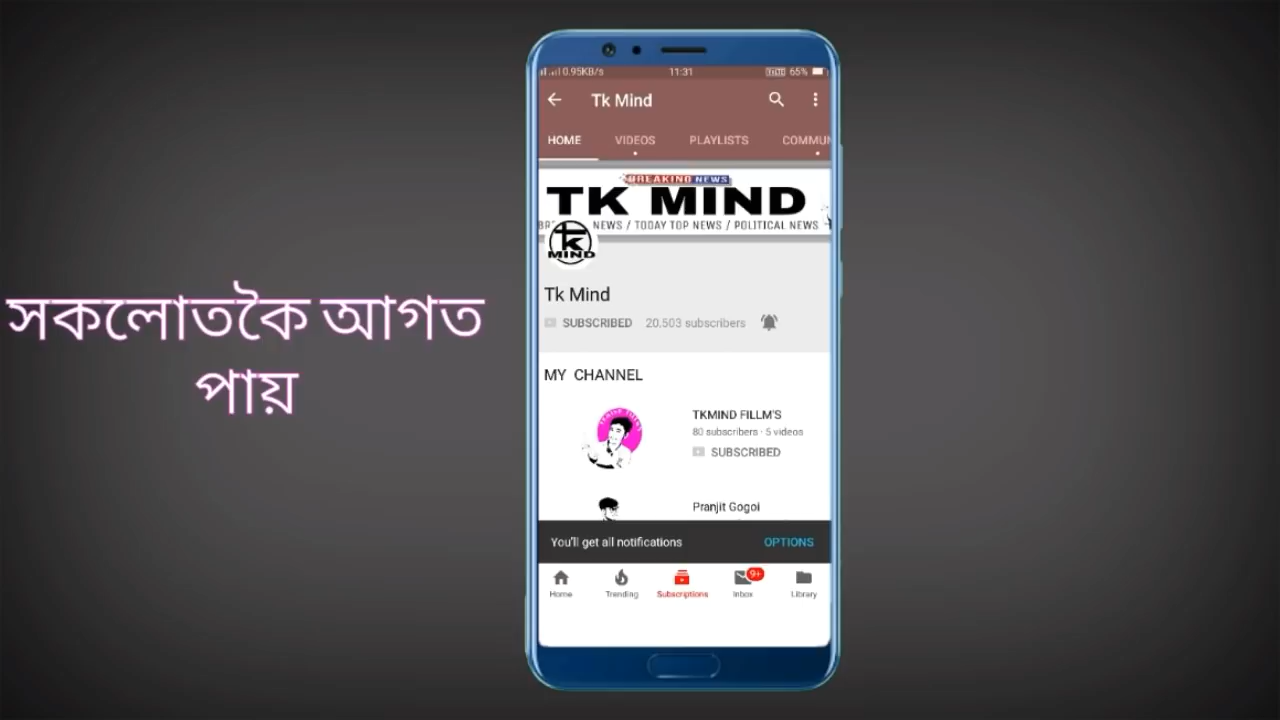 সকলোতকৈ আগত
পায়
0.95KB/s 11:31 65%
Tk Mind
HOME VIDEOS PLAYLISTS COMMUN
BREAKIND NEWS
TK MIND
NEWS / TODAY TOP NEWS / POLITICAL NEWS
tk
MIND
Tk Mind
SUBSCRIBED 20,503 subscribers
MY CHANNEL
TKMIND FILLM'S
80 subscribers · 5 videos
SUBSCRIBED
Pranjit Gogoi
You'll get all notifications OPTIONS
9+
Home Trending Subscriptions Inbox Library